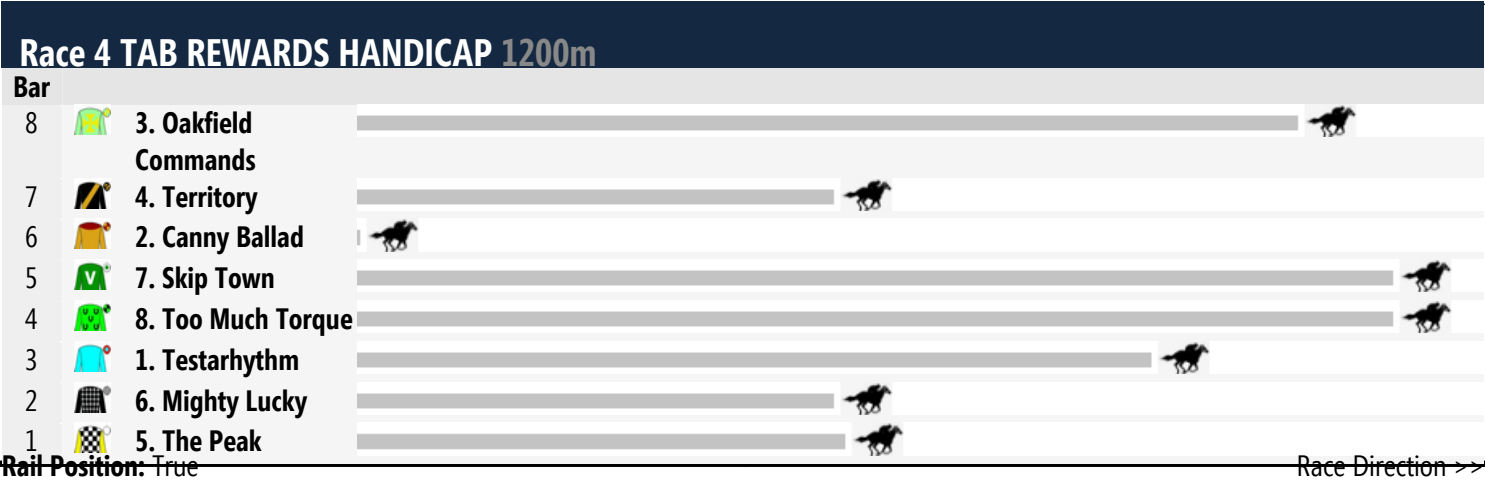 Race 4 TAB REWARDS HANDICAP 1200m
Bar
8 3. Oakfield
Commands
7 4. Territory
6 2. Canny Ballad
5 V 7. Skip Town
4 8. Too Much Torque
3 1. Testarhythm
2 6. Mighty Lucky
1 5. The Peak
Rail Position: True Race Direction >>